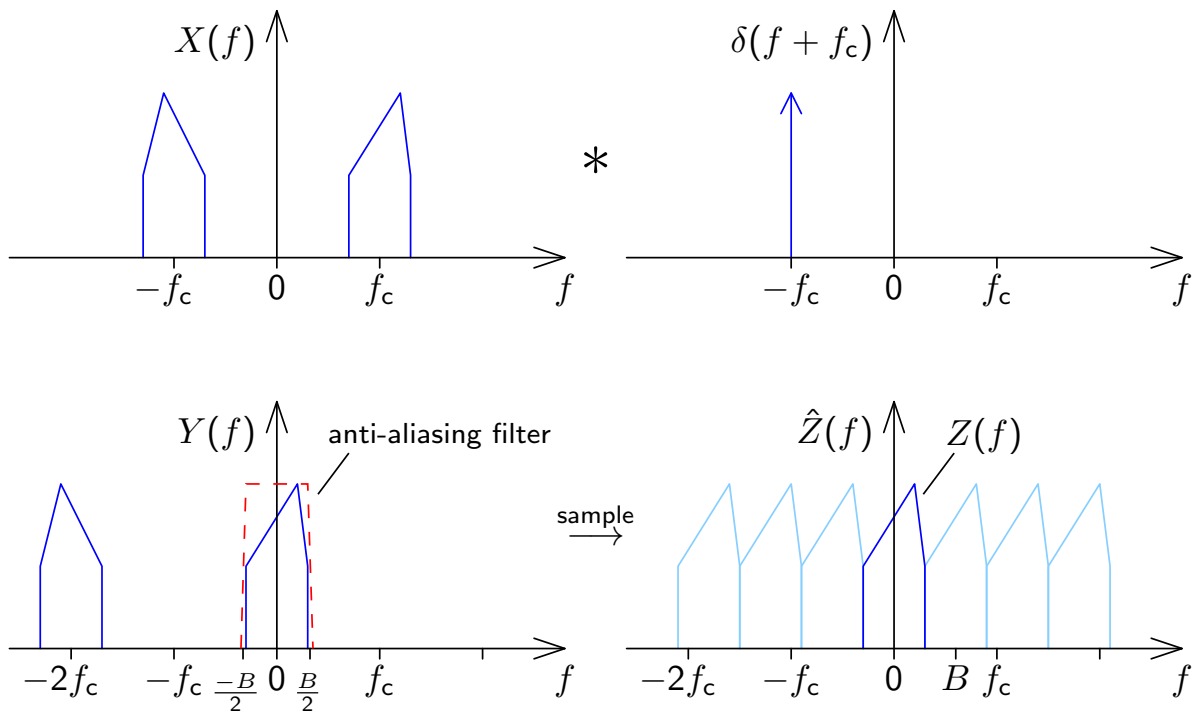 X(f)
δ(f + f_c)
*
−f_c 0 f_c f
−f_c 0 f_c f
Y(f)
anti-aliasing filter
Ẑ(f)
Z(f)
sample
⟶
−2f_c −f_c −B/2 0 B/2 f_c f
−2f_c −f_c 0 B f_c f